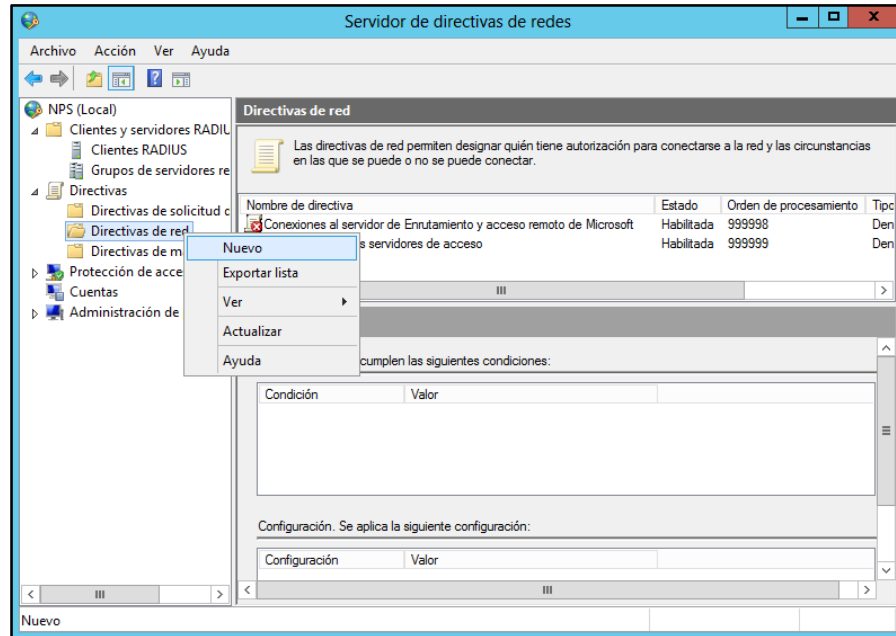 Servidor de directivas de redes
Archivo Acción Ver Ayuda
NPS (Local)
Clientes y servidores RADIU
Clientes RADIUS
Grupos de servidores re
Directivas
Directivas de solicitud d
Directivas de red
Directivas de m
Protección de acce
Cuentas
Administración de
Nuevo
Exportar lista
Ver
Actualizar
Ayuda
Directivas de red
Las directivas de red permiten designar quién tiene autorización para conectarse a la red y las circunstancias
en las que se puede o no se puede conectar.
Nombre de directiva Estado Orden de procesamiento Tipo
Conexiones al servidor de Enrutamiento y acceso remoto de Microsoft Habilitada 999998 Den
s servidores de acceso Habilitada 999999 Den
cumplen las siguientes condiciones:
Condición Valor
Configuración. Se aplica la siguiente configuración:
Configuración Valor
Nuevo